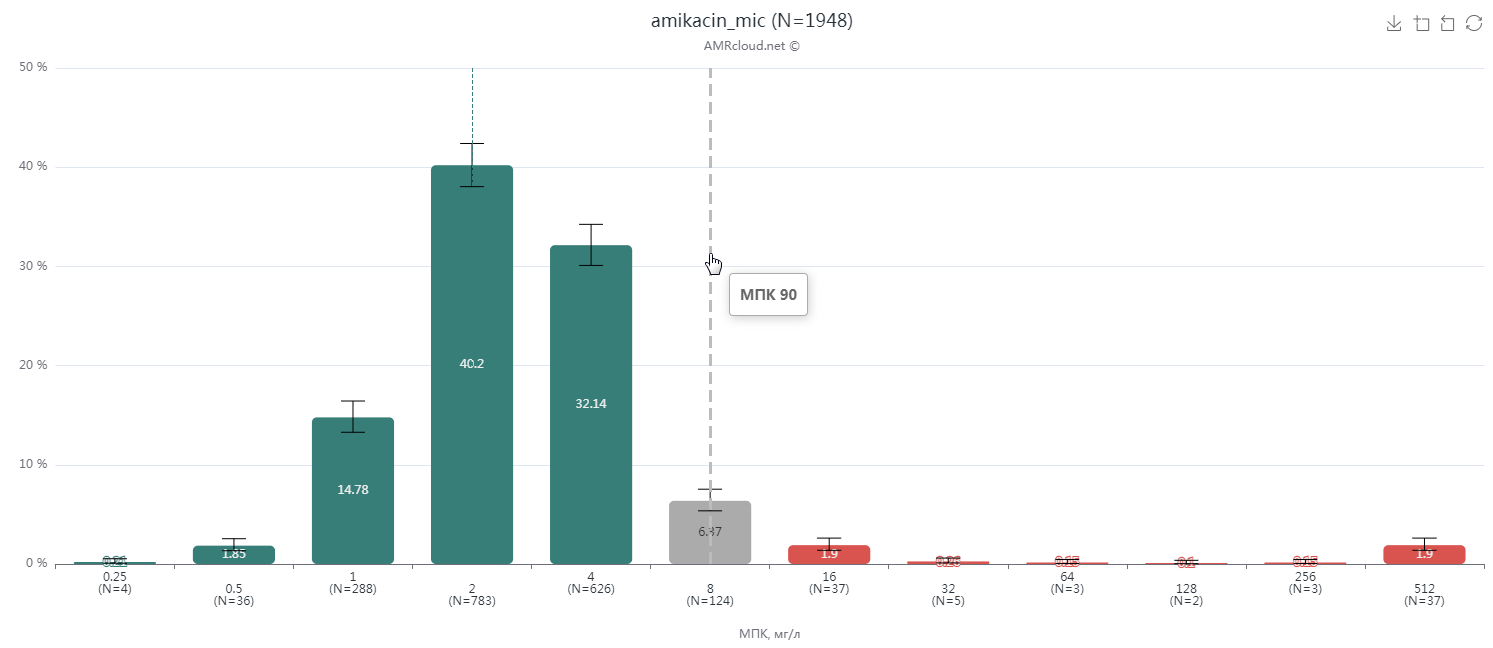 amikacin_mic (N=1948)
AMRcloud.net ©
50 %
40 %
30 %
20 %
10 %
0 %
МПК 90
1.85
14.78
40.2
32.14
6.37
1.9
1.9
0.25
(N=4)
0.5
(N=36)
1
(N=288)
2
(N=783)
4
(N=626)
8
(N=124)
16
(N=37)
32
(N=5)
64
(N=3)
128
(N=2)
256
(N=3)
512
(N=37)
МПК, мг/л